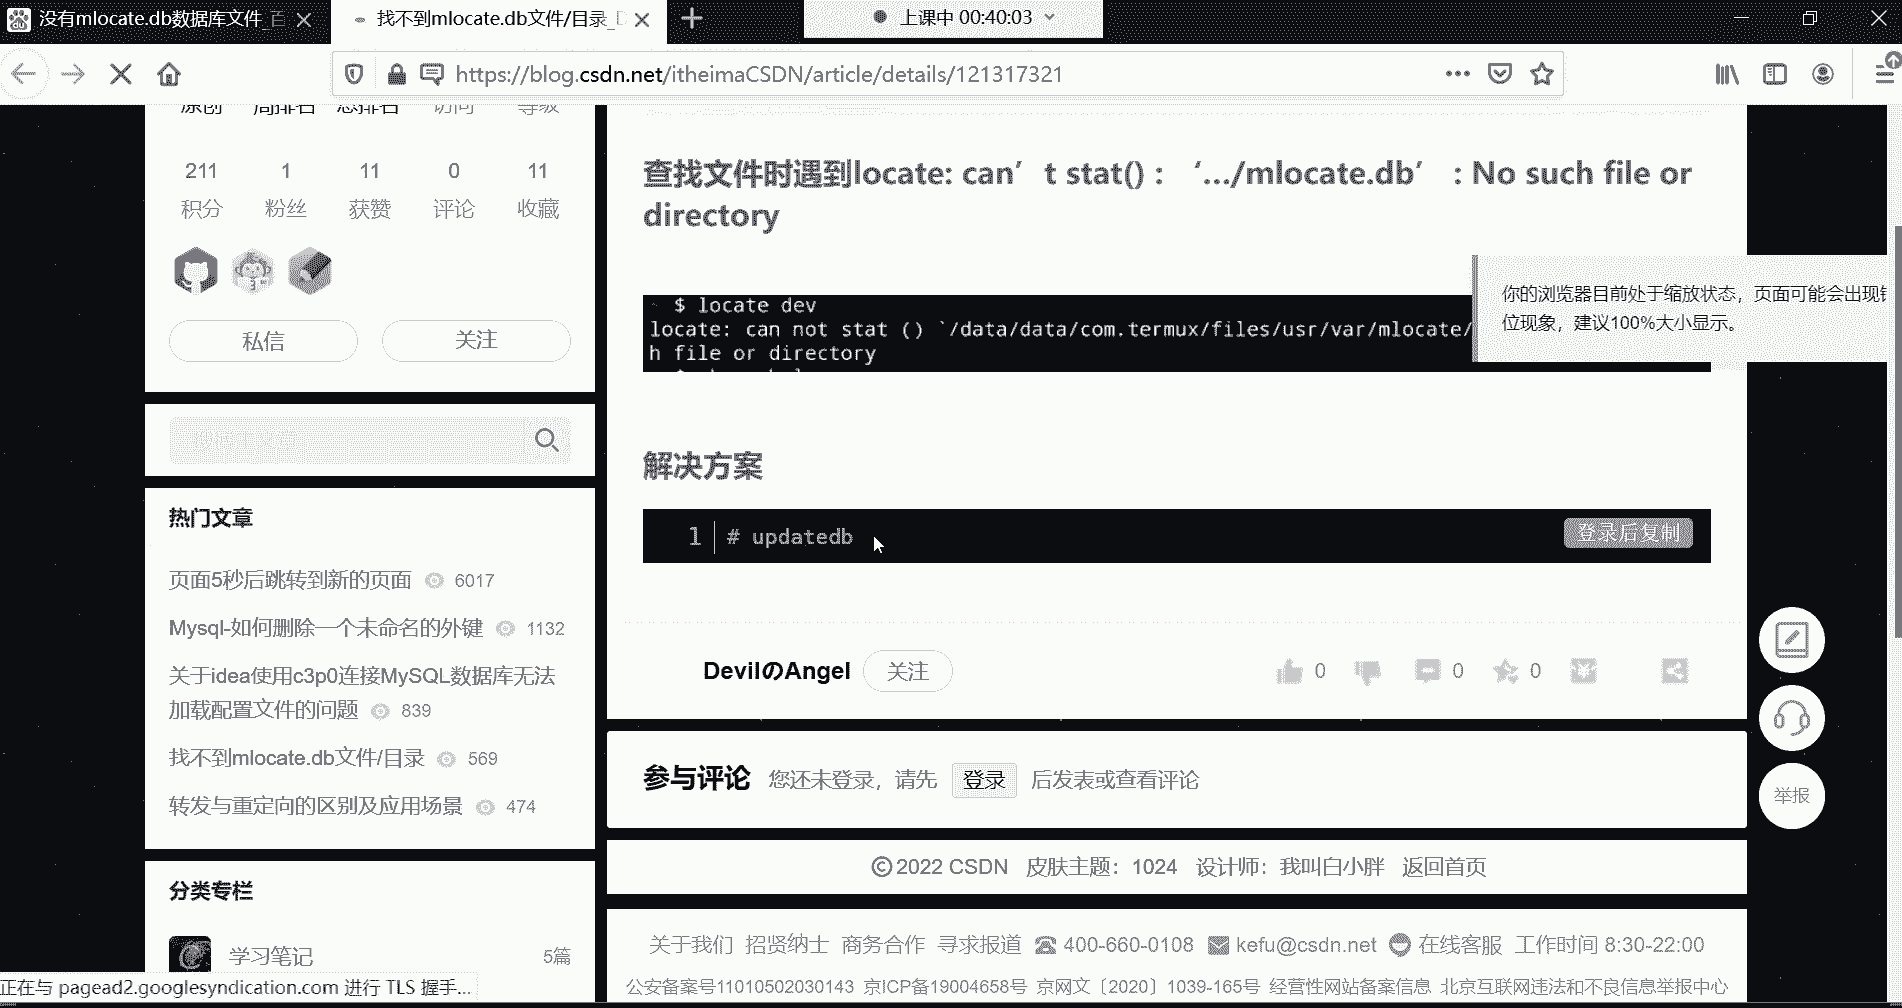 没有mlocate.db数据库文件_百
找不到mlocate.db文件/目录_D
上课中 00:40:03
https://blog.csdn.net/itheimaCSDN/article/details/121317321
原创 周排名 总排名 访问 等级
211 1 11 0 11
积分 粉丝 获赞 评论 收藏
私信 关注
热门文章
页面5秒后跳转到新的页面 6017
Mysql-如何删除一个未命名的外键 1132
关于idea使用c3p0连接MySQL数据库无法
加载配置文件的问题 839
找不到mlocate.db文件/目录 569
转发与重定向的区别及应用场景 474
分类专栏
学习笔记 5篇
正在与 pagead2.googlesyndication.com 进行 TLS 握手...
查找文件时遇到locate: can’t stat()：‘…/mlocate.db’：No such file or
directory
$ locate dev
locate: can not stat () `/data/data/com.termux/files/usr/var/mlocate/
h file or directory
你的浏览器目前处于缩放状态，页面可能会出现错
位现象，建议100%大小显示。
解决方案
1 # updatedb
登录后复制
DevilのAngel 关注
0 0 0
参与评论 您还未登录，请先 登录 后发表或查看评论
©2022 CSDN 皮肤主题：1024 设计师：我叫白小胖 返回首页
关于我们 招贤纳士 商务合作 寻求报道 400-660-0108 kefu@csdn.net 在线客服 工作时间 8:30-22:00
公安备案号11010502030143 京ICP备19004658号 京网文〔2020〕1039-165号 经营性网站备案信息 北京互联网违法和不良信息举报中心
举报